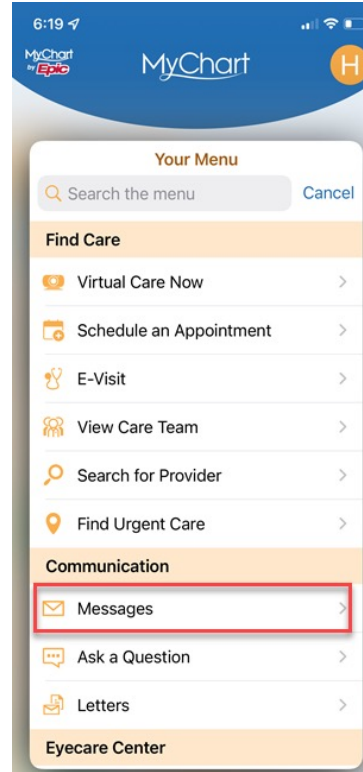 6:19
MyChart
by Epic
MyChart
H
Your Menu
Search the menu
Cancel
Find Care
Virtual Care Now
Schedule an Appointment
E-Visit
View Care Team
Search for Provider
Find Urgent Care
Communication
Messages
Ask a Question
Letters
Eyecare Center